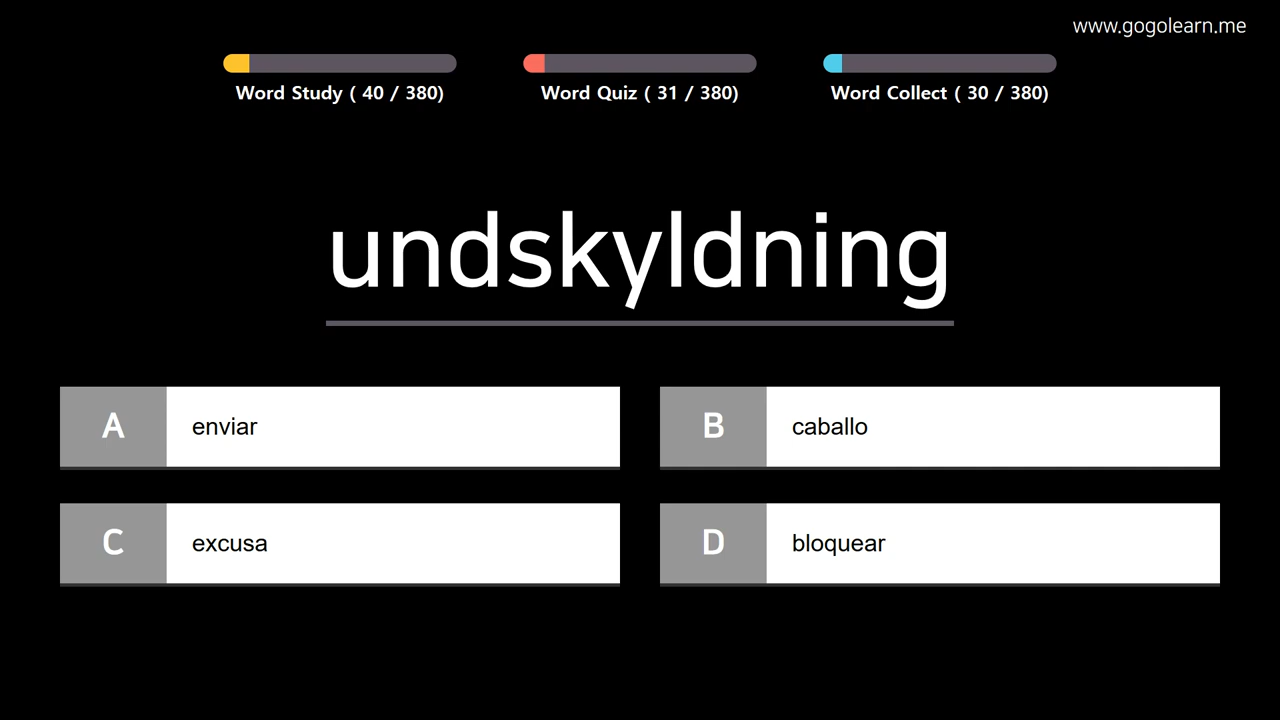 www.gogolearn.me
Word Study ( 40 / 380)
Word Quiz ( 31 / 380)
Word Collect ( 30 / 380)
undskyldning
A enviar
B caballo
C excusa
D bloquear